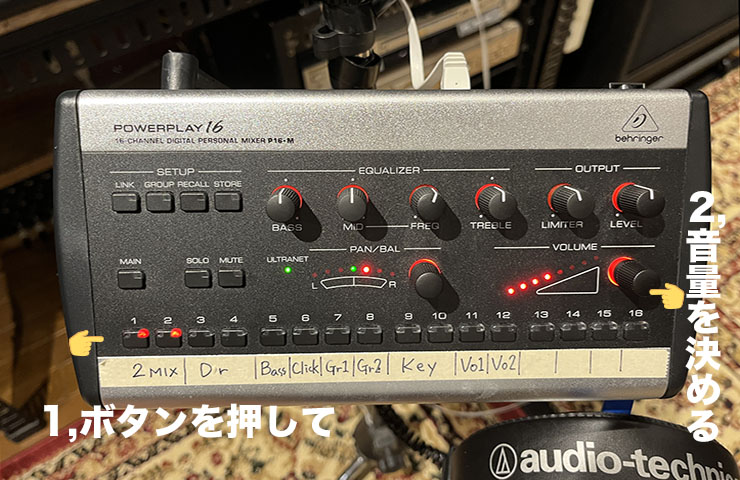 POWERPLAY 16
16-CHANNEL DIGITAL PERSONAL MIXER P16-M
behringer
SETUP
EQUALIZER
OUTPUT
LINK GROUP RECALL STORE
BASS MID FREQ TREBLE LIMITER LEVEL
MAIN SOLO MUTE
ULTRANET
PAN/BAL
L R
VOLUME
1 2 3 4 5 6 7 8 9 10 11 12 13 14 15 16
2MIX Dr Bass Click Gr1 Gr2 Key Vo1 Vo2
1,ボタンを押して
2,音量を決める
audio-technic